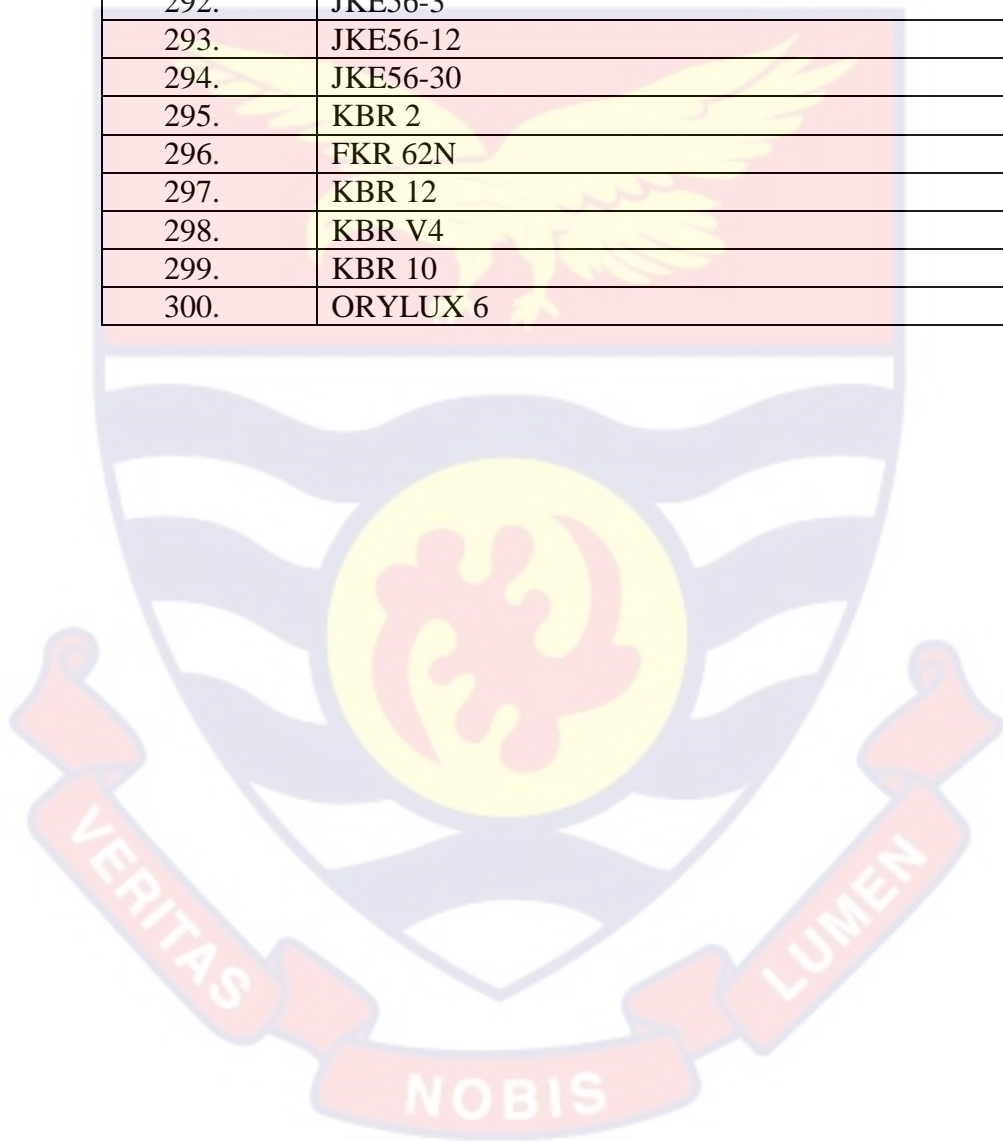 292. JKE56-3
293. JKE56-12
294. JKE56-30
295. KBR 2
296. FKR 62N
297. KBR 12
298. KBR V4
299. KBR 10
300. ORYLUX 6
VERITAS
NOBIS
LUMEN